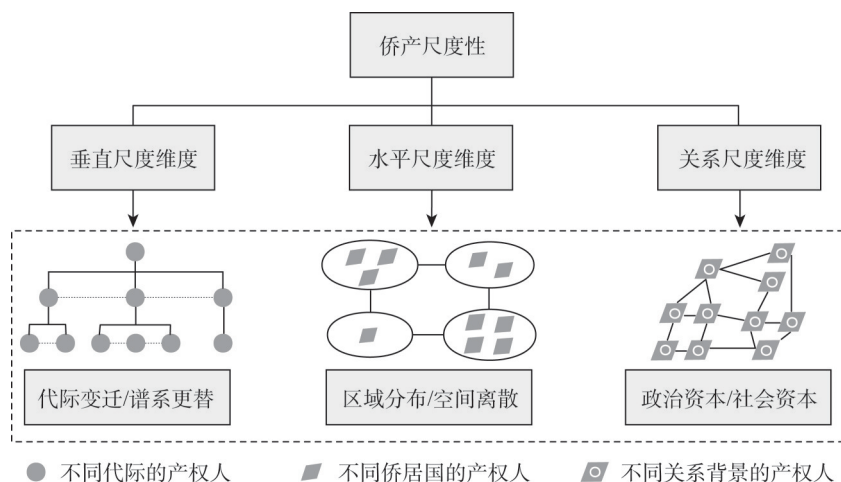 侨产尺度性
垂直尺度维度
水平尺度维度
关系尺度维度
代际变迁/谱系更替
区域分布/空间离散
政治资本/社会资本
不同代际的产权人
不同侨居国的产权人
不同关系背景的产权人